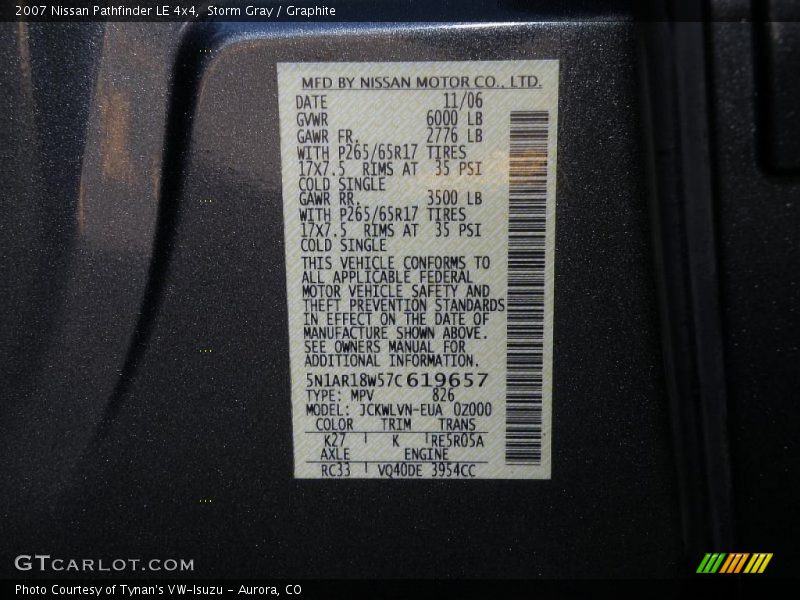 2007 Nissan Pathfinder LE 4x4, Storm Gray / Graphite
MFD BY NISSAN MOTOR CO., LTD.
DATE 11/06
GVWR 6000 LB
GAWR FR. 2776 LB
WITH P265/65R17 TIRES
17X7.5 RIMS AT 35 PSI
COLD SINGLE
GAWR RR. 3500 LB
WITH P265/65R17 TIRES
17X7.5 RIMS AT 35 PSI
COLD SINGLE
THIS VEHICLE CONFORMS TO
ALL APPLICABLE FEDERAL
MOTOR VEHICLE SAFETY AND
THEFT PREVENTION STANDARDS
IN EFFECT ON THE DATE OF
MANUFACTURE SHOWN ABOVE.
SEE OWNERS MANUAL FOR
ADDITIONAL INFORMATION.
5N1AR18W57C619657
TYPE: MPV 826
MODEL: JCKWLVN-EUA 0Z000
COLOR TRIM TRANS
K27 K RE5R05A
AXLE ENGINE
RC33 VQ40DE 3954CC
GTCARLOT.COM
Photo Courtesy of Tynan's VW-Isuzu - Aurora, CO